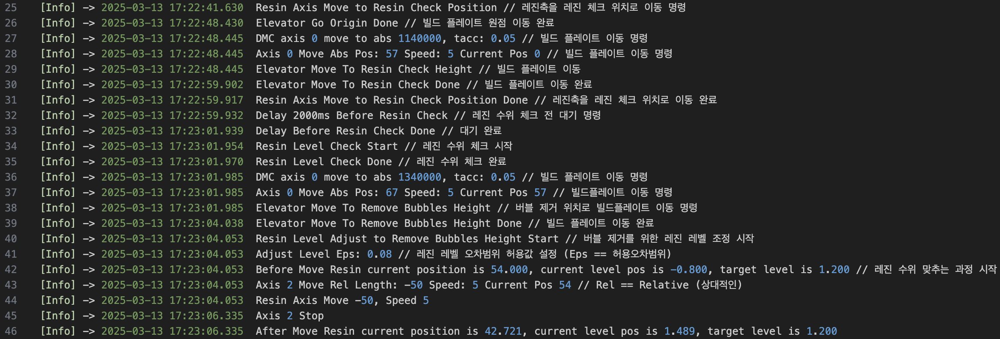 25 [Info] -> 2025-03-13 17:22:41.630 Resin Axis Move to Resin Check Position // 레진축을 레진 체크 위치로 이동 명령
26 [Info] -> 2025-03-13 17:22:48.430 Elevator Go Origin Done // 빌드 플레이트 원점 이동 완료
27 [Info] -> 2025-03-13 17:22:48.445 DMC axis 0 move to abs 1140000, tacc: 0.05 // 빌드 플레이트 이동 명령
28 [Info] -> 2025-03-13 17:22:48.445 Axis 0 Move Abs Pos: 57 Speed: 5 Current Pos 0 // 빌드 플레이트 이동 명령
29 [Info] -> 2025-03-13 17:22:48.445 Elevator Move To Resin Check Height // 빌드 플레이트 이동
30 [Info] -> 2025-03-13 17:22:59.902 Elevator Move To Resin Check Done // 빌드 플레이트 이동 완료
31 [Info] -> 2025-03-13 17:22:59.917 Resin Axis Move to Resin Check Position Done // 레진축을 레진 체크 위치로 이동 완료
32 [Info] -> 2025-03-13 17:22:59.932 Delay 2000ms Before Resin Check // 레진 수위 체크 전 대기 명령
33 [Info] -> 2025-03-13 17:23:01.939 Delay Before Resin Check Done // 대기 완료
34 [Info] -> 2025-03-13 17:23:01.954 Resin Level Check Start // 레진 수위 체크 시작
35 [Info] -> 2025-03-13 17:23:01.970 Resin Level Check Done // 레진 수위 체크 완료
36 [Info] -> 2025-03-13 17:23:01.985 DMC axis 0 move to abs 1340000, tacc: 0.05 // 빌드 플레이트 이동 명령
37 [Info] -> 2025-03-13 17:23:01.985 Axis 0 Move Abs Pos: 67 Speed: 5 Current Pos 57 // 빌드플레이트 이동 명령
38 [Info] -> 2025-03-13 17:23:01.985 Elevator Move To Remove Bubbles Height // 버블 제거 위치로 빌드플레이트 이동 명령
39 [Info] -> 2025-03-13 17:23:04.038 Elevator Move To Remove Bubbles Height Done // 빌드 플레이트 이동 완료
40 [Info] -> 2025-03-13 17:23:04.053 Resin Level Adjust to Remove Bubbles Height Start // 버블 제거를 위한 레진 레벨 조정 시작
41 [Info] -> 2025-03-13 17:23:04.053 Adjust Level Eps: 0.08 // 레진 레벨 오차범위 허용값 설정 (Eps == 허용오차범위)
42 [Info] -> 2025-03-13 17:23:04.053 Before Move Resin current position is 54.000, current level pos is -0.800, target level is 1.200 // 레진 수위 맞추는 과정 시작
43 [Info] -> 2025-03-13 17:23:04.053 Axis 2 Move Rel Length: -50 Speed: 5 Current Pos 54 // Rel == Relative (상대적인)
44 [Info] -> 2025-03-13 17:23:04.053 Resin Axis Move -50, Speed 5
45 [Info] -> 2025-03-13 17:23:06.335 Axis 2 Stop
46 [Info] -> 2025-03-13 17:23:06.335 After Move Resin current position is 42.721, current level pos is 1.489, target level is 1.200